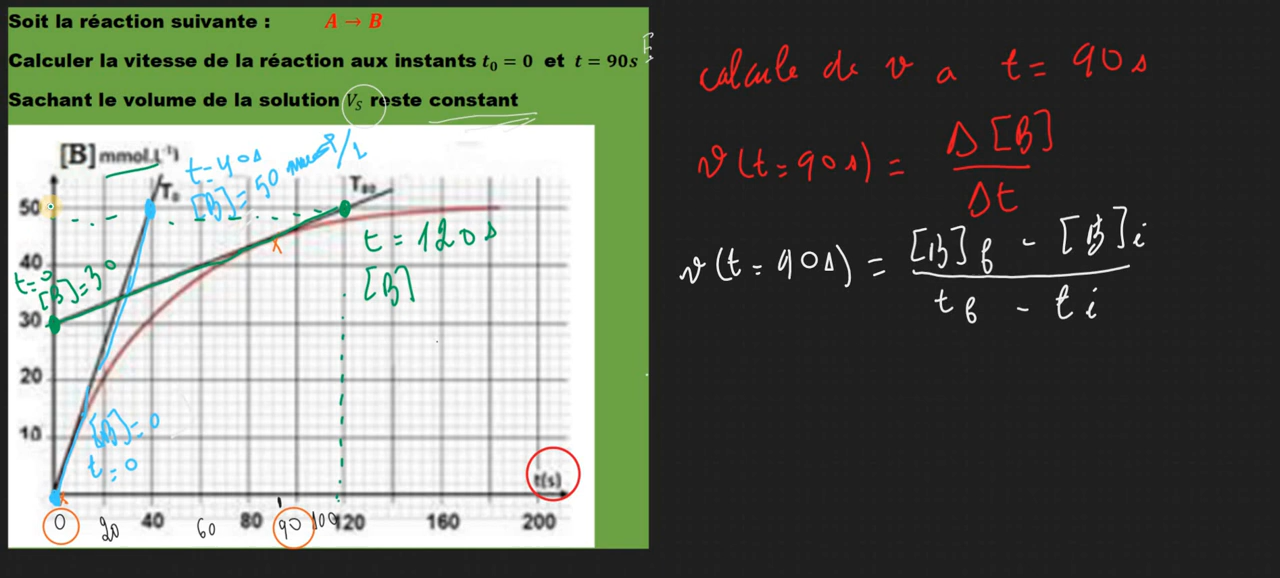 Soit la réaction suivante : A → B
Calculer la vitesse de la réaction aux instants t₀ = 0 et t = 90s
Sachant le volume de la solution V_S reste constant
[B] mmol.L⁻¹)
t=40s
[B]=50 mmol/L
T₀
T₉₀
50
40
30
20
10
t=0
[B]=30
t = 120s
[B]
[B]=0
t=0
t(s)
0 20 40 60 80 90 100 120 160 200
calcule de v a t= 90s
v(t=90s) = Δ[B] / Δt
v(t=90s) = [B]f - [B]i / tf - ti